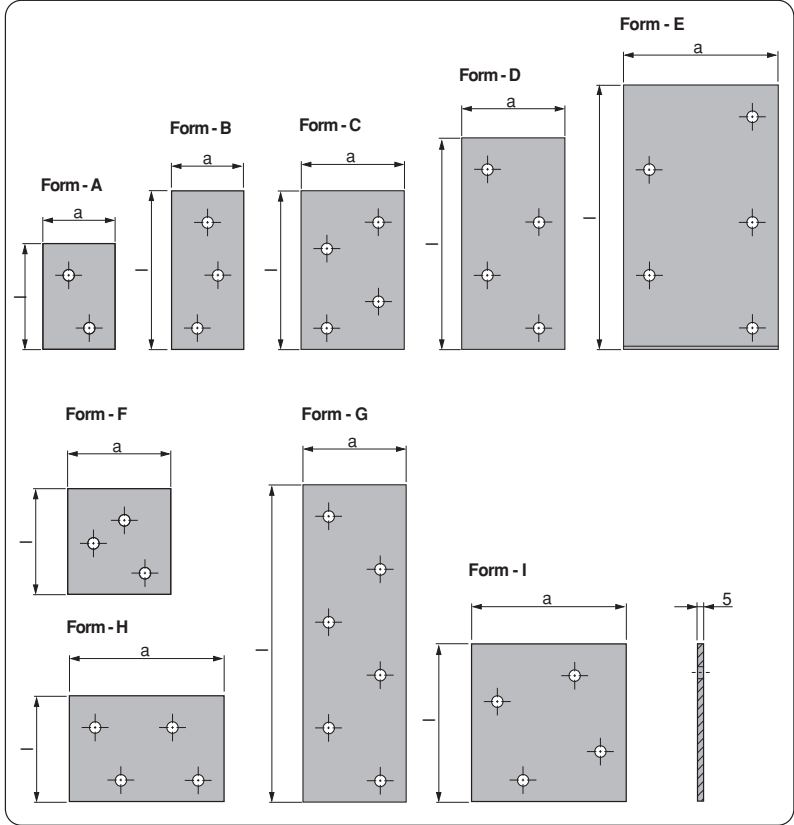 Form - A
a
l
Form - B
a
l
Form - C
a
l
Form - D
a
l
Form - E
a
l
Form - F
a
l
Form - G
a
l
Form - H
a
l
Form - I
a
l
5